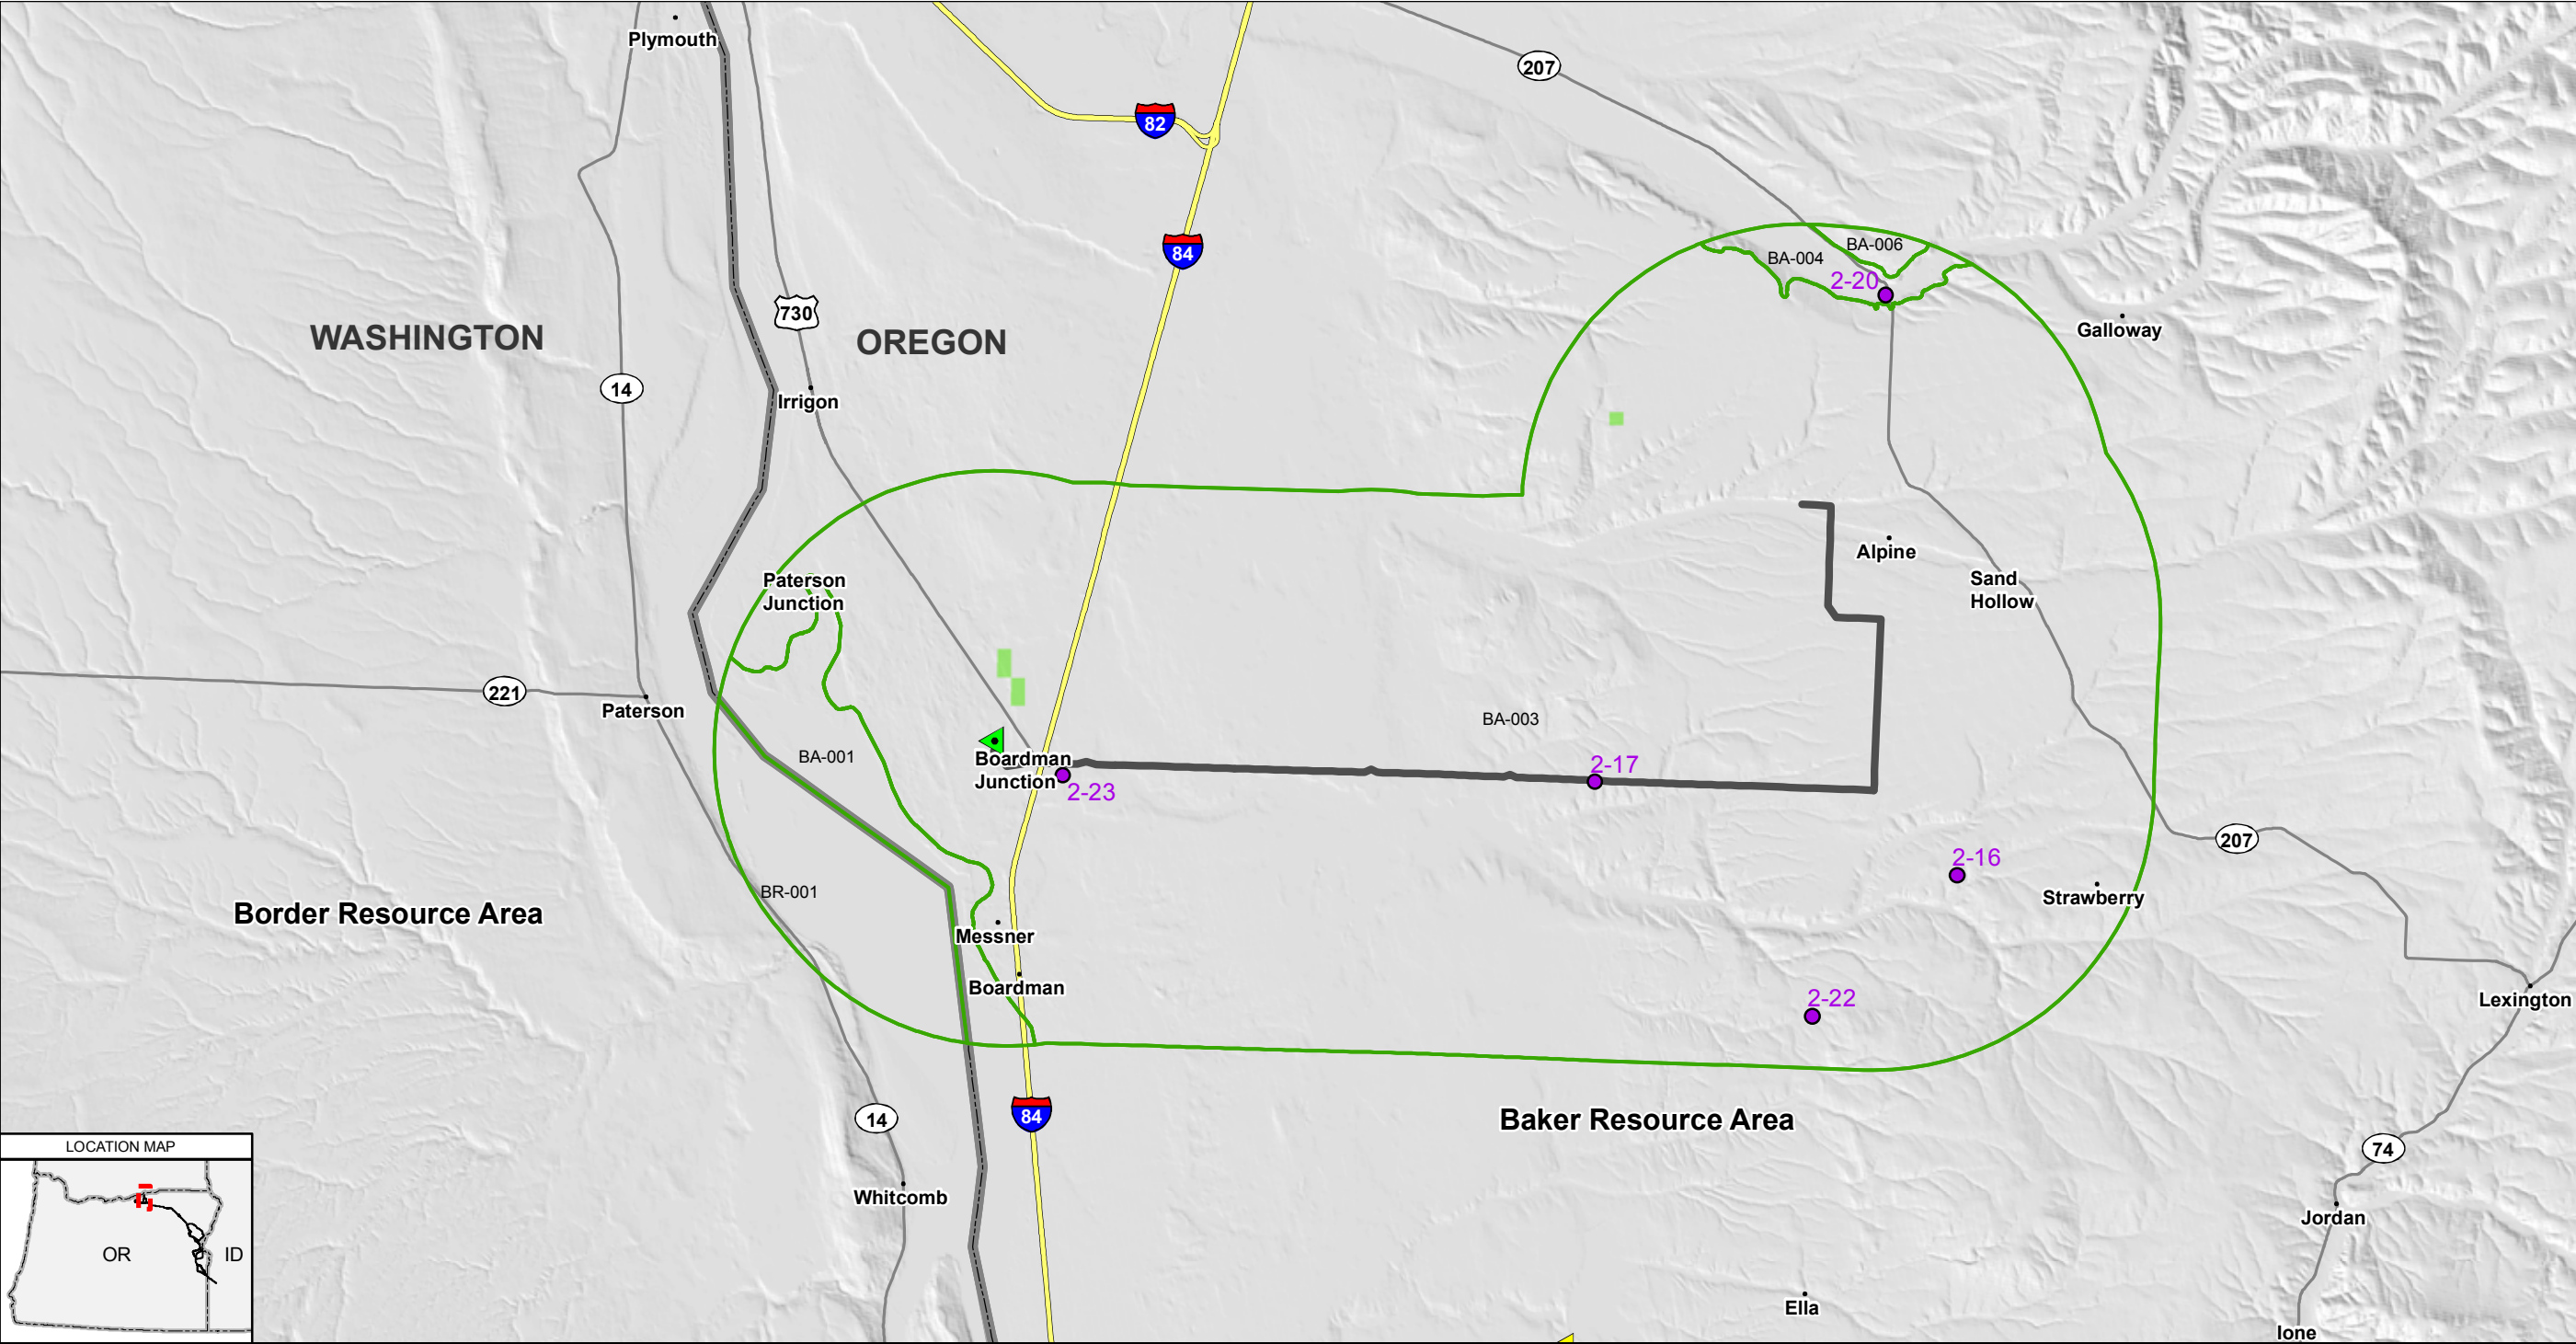 Plymouth
207
82
84
BA-006
BA-004
2-20
730
Galloway
WASHINGTON
OREGON
14
Irrigon
Alpine
Paterson
Junction
Sand
Hollow
221
Paterson
BA-003
BA-001
Boardman
Junction
2-23
2-17
207
2-16
BR-001
Strawberry
Border Resource Area
Messner
Boardman
2-22
Lexington
84
14
Baker Resource Area
74
LOCATION MAP
OR
ID
Whitcomb
Jordan
Ella
Ione